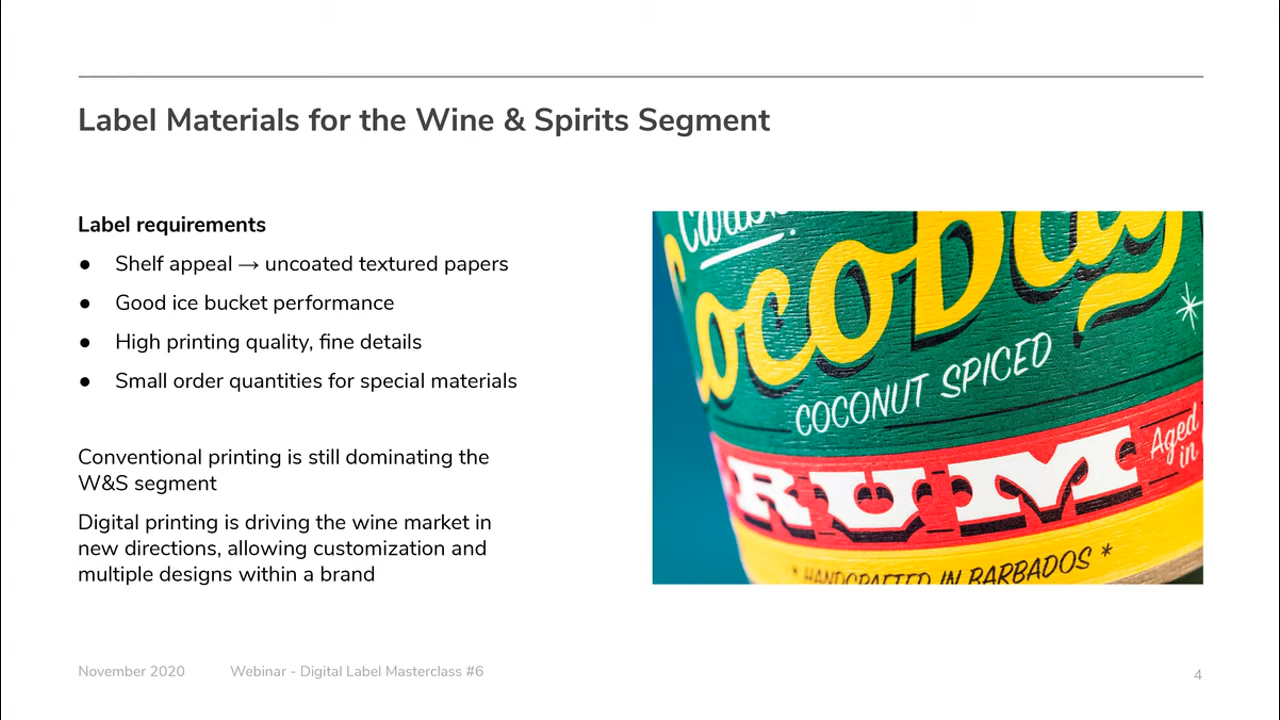 Label Materials for the Wine & Spirits Segment
Label requirements
● Shelf appeal → uncoated textured papers
● Good ice bucket performance
● High printing quality, fine details
● Small order quantities for special materials
Conventional printing is still dominating the
W&S segment
Digital printing is driving the wine market in
new directions, allowing customization and
multiple designs within a brand
COCONUT SPICED
RUM
Aged
in
* HANDCRAFTED IN BARBADOS *
November 2020 Webinar - Digital Label Masterclass #6
4